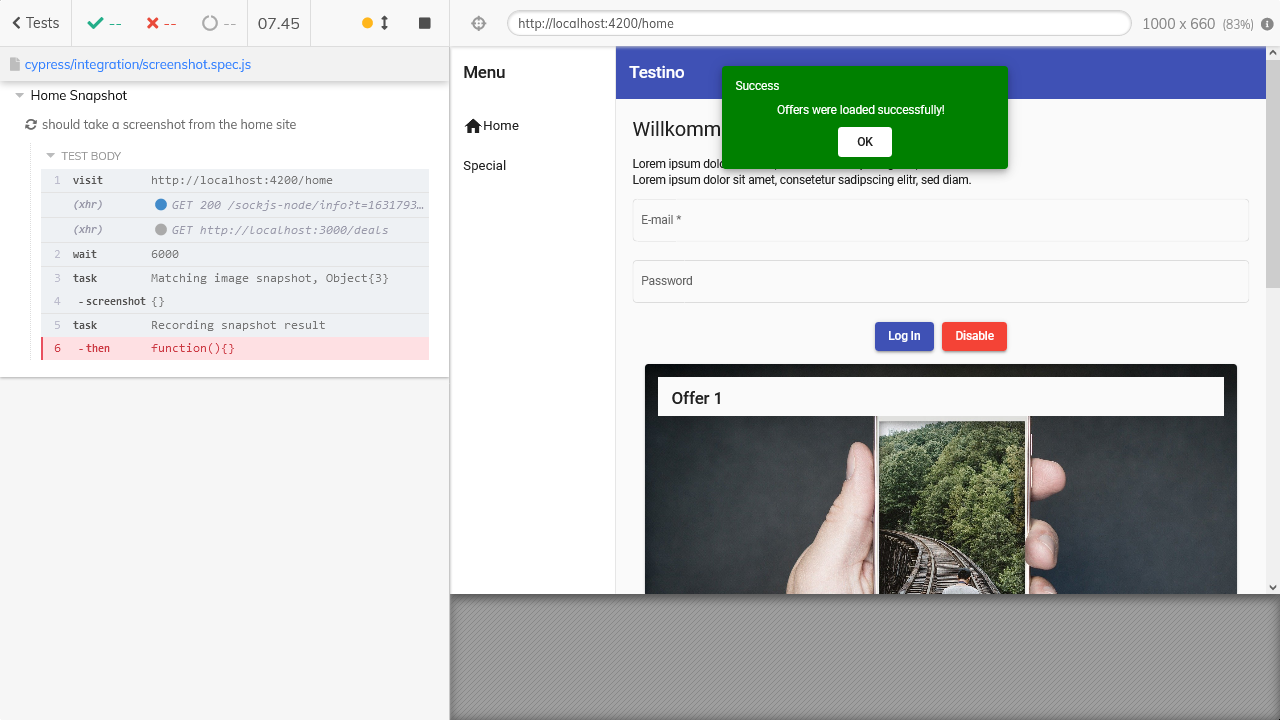 Tests
--
--
--
07.45
http://localhost:4200/home
1000 x 660 (83%)
cypress/integration/screenshot.spec.js
Home Snapshot
should take a screenshot from the home site
TEST BODY
1 visit http://localhost:4200/home
(xhr) GET 200 /sockjs-node/info?t=1631793…
(xhr) GET http://localhost:3000/deals
2 wait 6000
3 task Matching image snapshot, Object{3}
4 -screenshot {}
5 task Recording snapshot result
6 -then function(){}
Menu
Home
Special
Testino
Success
Offers were loaded successfully!
OK
Willkomm
Lorem ipsum dolo
Lorem ipsum dolor sit amet, consetetur sadipscing elitr, sed diam.
E-mail *
Password
Log In
Disable
Offer 1